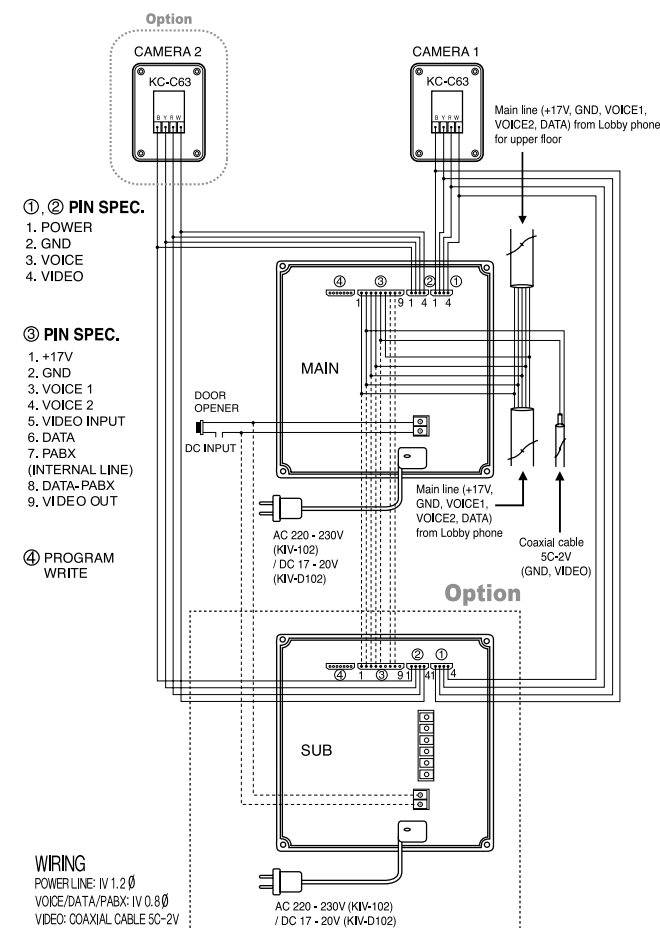 Option
CAMERA 2
CAMERA 1
KC-C63
KC-C63
B Y R W
B Y R W
Main line (+17V, GND, VOICE1,
VOICE2, DATA) from Lobby phone
for upper floor
①, ② PIN SPEC.
1. POWER
2. GND
3. VOICE
4. VIDEO
④ ③ ② ①
1 9 1 4 1 4
③ PIN SPEC.
1. +17V
2. GND
3. VOICE 1
4. VOICE 2
5. VIDEO INPUT
6. DATA
7. PABX
(INTERNAL LINE)
8. DATA-PABX
9. VIDEO OUT
MAIN
DOOR
OPENER
DC INPUT
④ PROGRAM
WRITE
AC 220 - 230V
(KIV-102)
/ DC 17 - 20V
(KIV-D102)
Main line (+17V,
GND, VOICE1,
VOICE2, DATA)
from Lobby phone
Coaxial cable
5C-2V
(GND, VIDEO)
Option
② ①
④ 1 ③ 9 1 4 1 4
SUB
WIRING
POWER LINE: IV 1.2 Ø
VOICE/DATA/PABX: IV 0.8 Ø
VIDEO: COAXIAL CABLE 5C-2V
AC 220 - 230V (KIV-102)
/ DC 17 - 20V (KIV-D102)